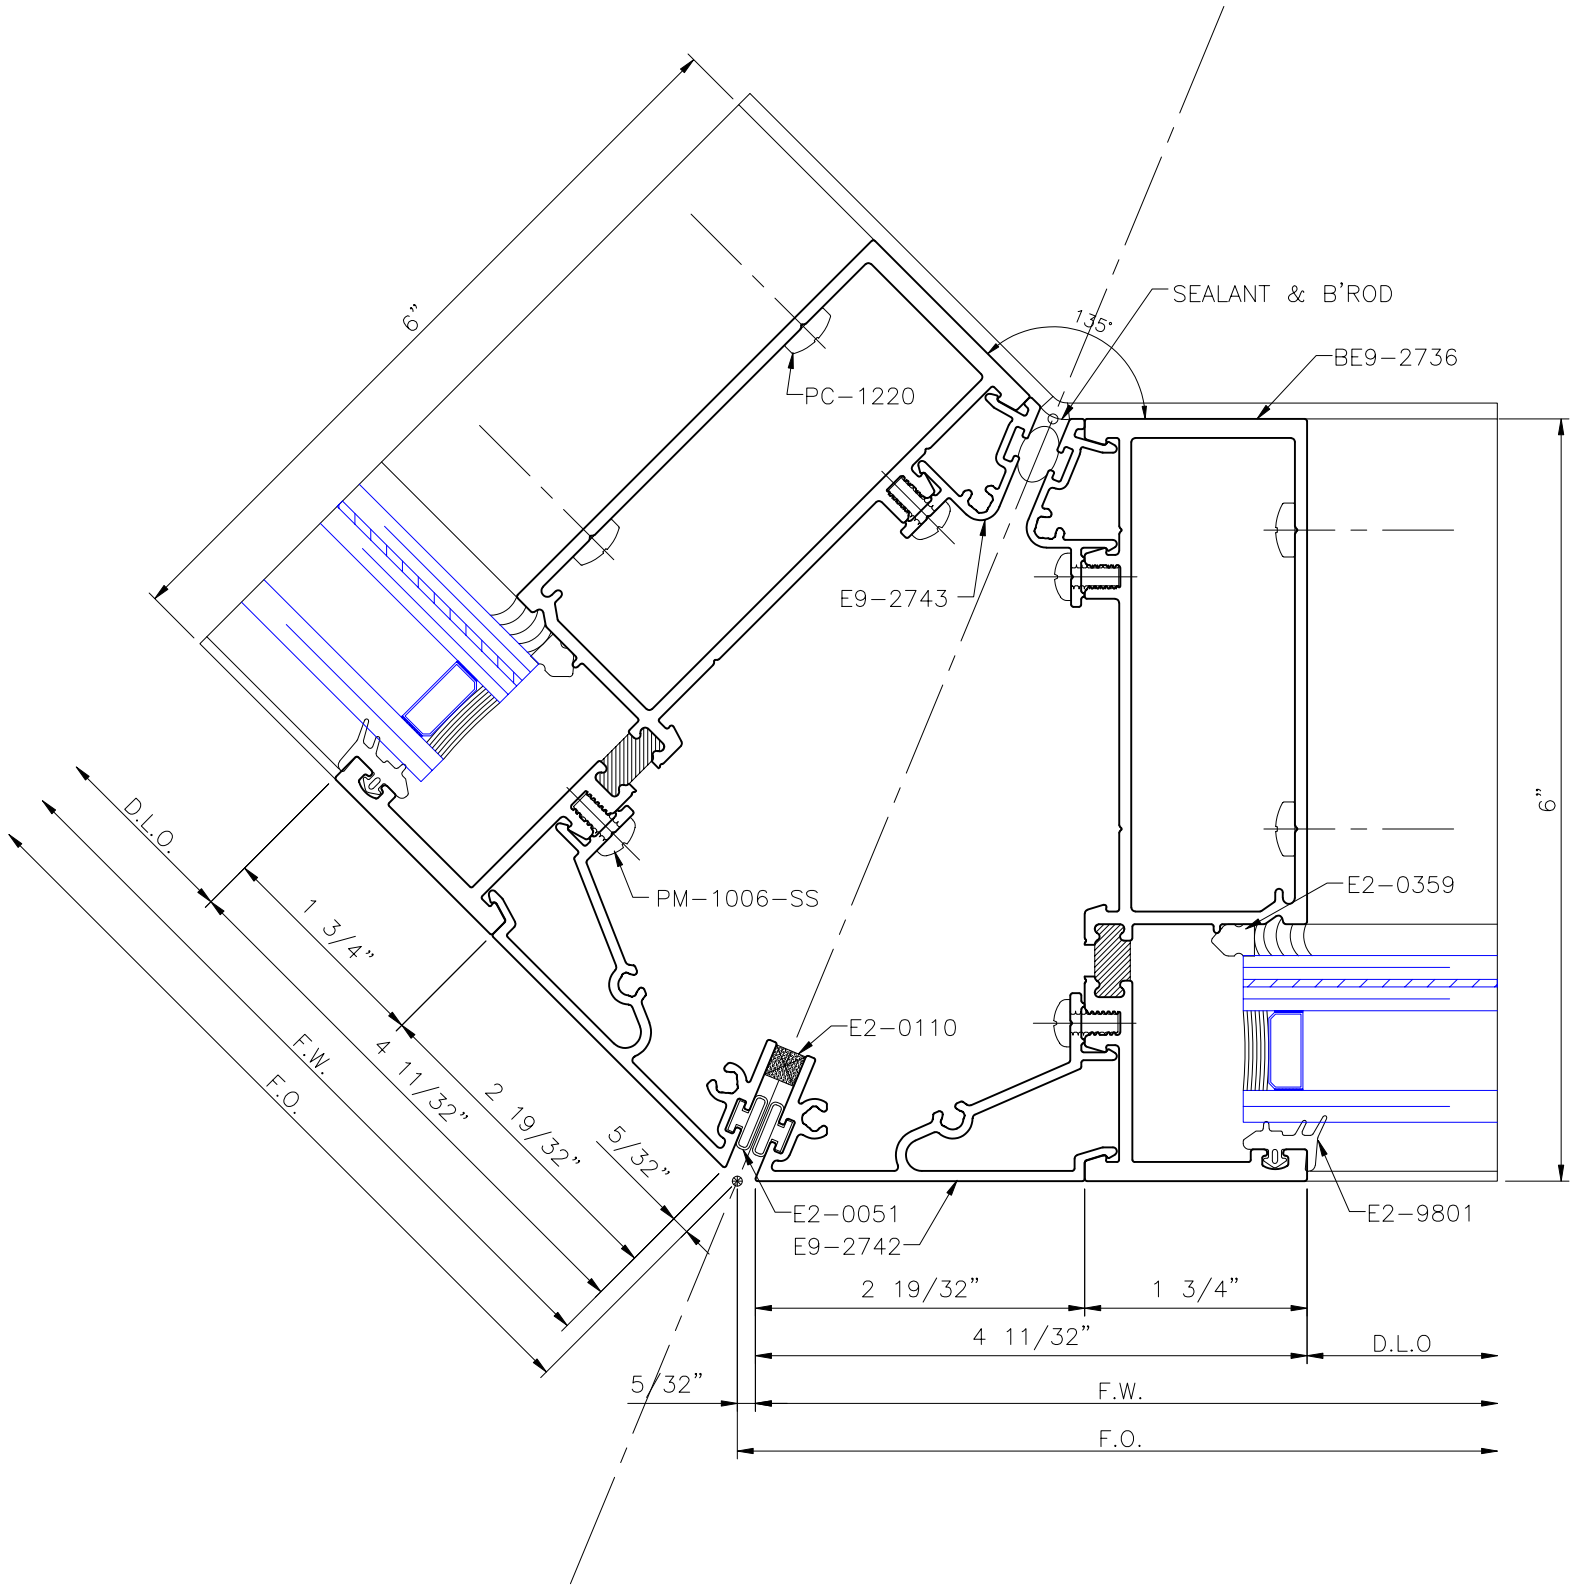 6"
SEALANT & B'ROD
135°
BE9-2736
PC-1220
E9-2743
6"
E2-0359
PM-1006-SS
D.L.O.
1 3/4"
E2-0110
F.W.
4 11/32"
F.O.
2 19/32"
5/32"
E2-0051
E9-2742
E2-9801
2 19/32"
1 3/4"
4 11/32"
D.L.O
5/32"
F.W.
F.O.